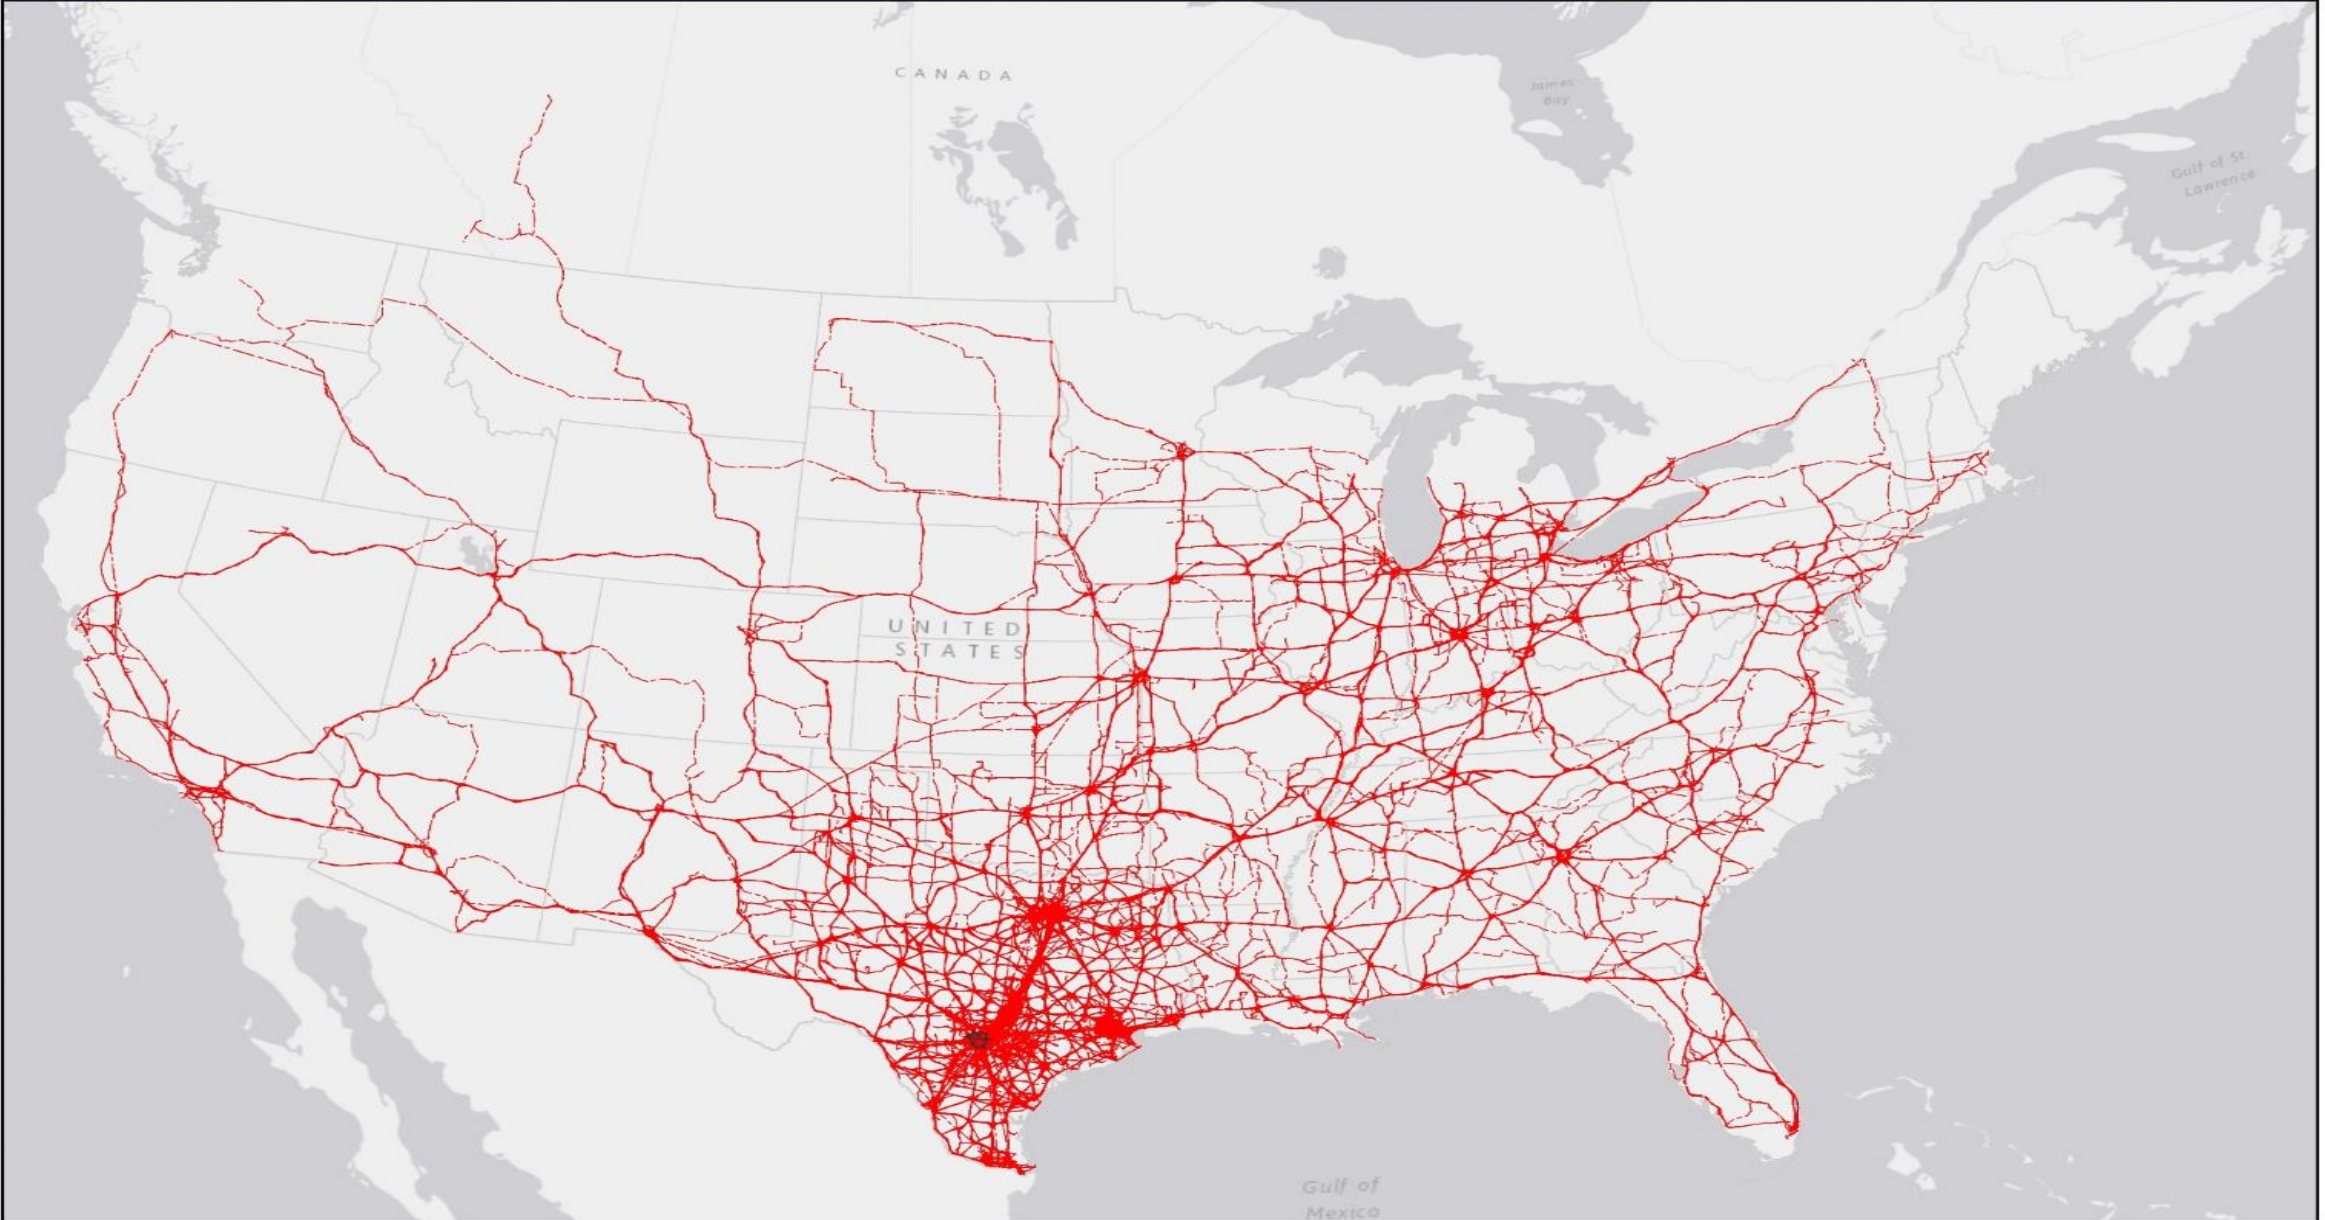 CANADA
James
Bay
Gulf of St.
Lawrence
UNITED
STATES
Gulf of
Mexico